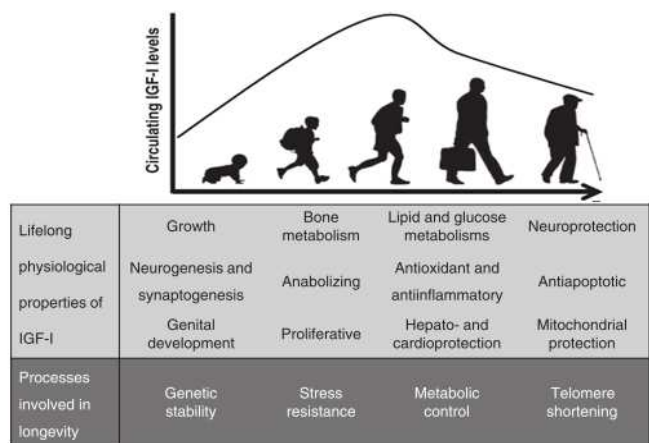 Circulating IGF-I levels
Lifelong
physiological
properties of
IGF-I
Growth
Bone
metabolism
Lipid and glucose
metabolisms
Neuroprotection
Neurogenesis and
synaptogenesis
Anabolizing
Antioxidant and
antiinflammatory
Antiapoptotic
Genital
development
Proliferative
Hepato- and
cardioprotection
Mitochondrial
protection
Processes
involved in
longevity
Genetic
stability
Stress
resistance
Metabolic
control
Telomere
shortening